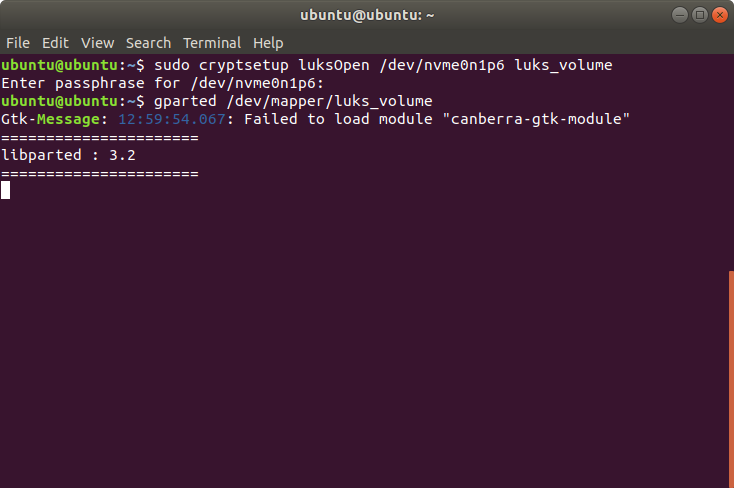 ubuntu@ubuntu: ~
File Edit View Search Terminal Help
ubuntu@ubuntu:~$ sudo cryptsetup luksOpen /dev/nvme0n1p6 luks_volume
Enter passphrase for /dev/nvme0n1p6:
ubuntu@ubuntu:~$ gparted /dev/mapper/luks_volume
Gtk-Message: 12:59:54.067: Failed to load module "canberra-gtk-module"
======================
libparted : 3.2
======================